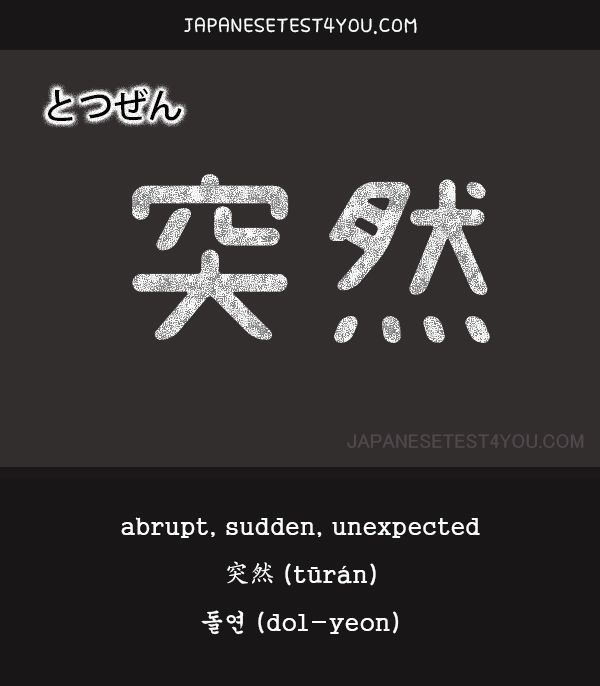 JAPANESETEST4YOU.COM
とつぜん
突然
JAPANESETEST4YOU.COM
abrupt, sudden, unexpected
突然 (tūrán)
돌연 (dol-yeon)